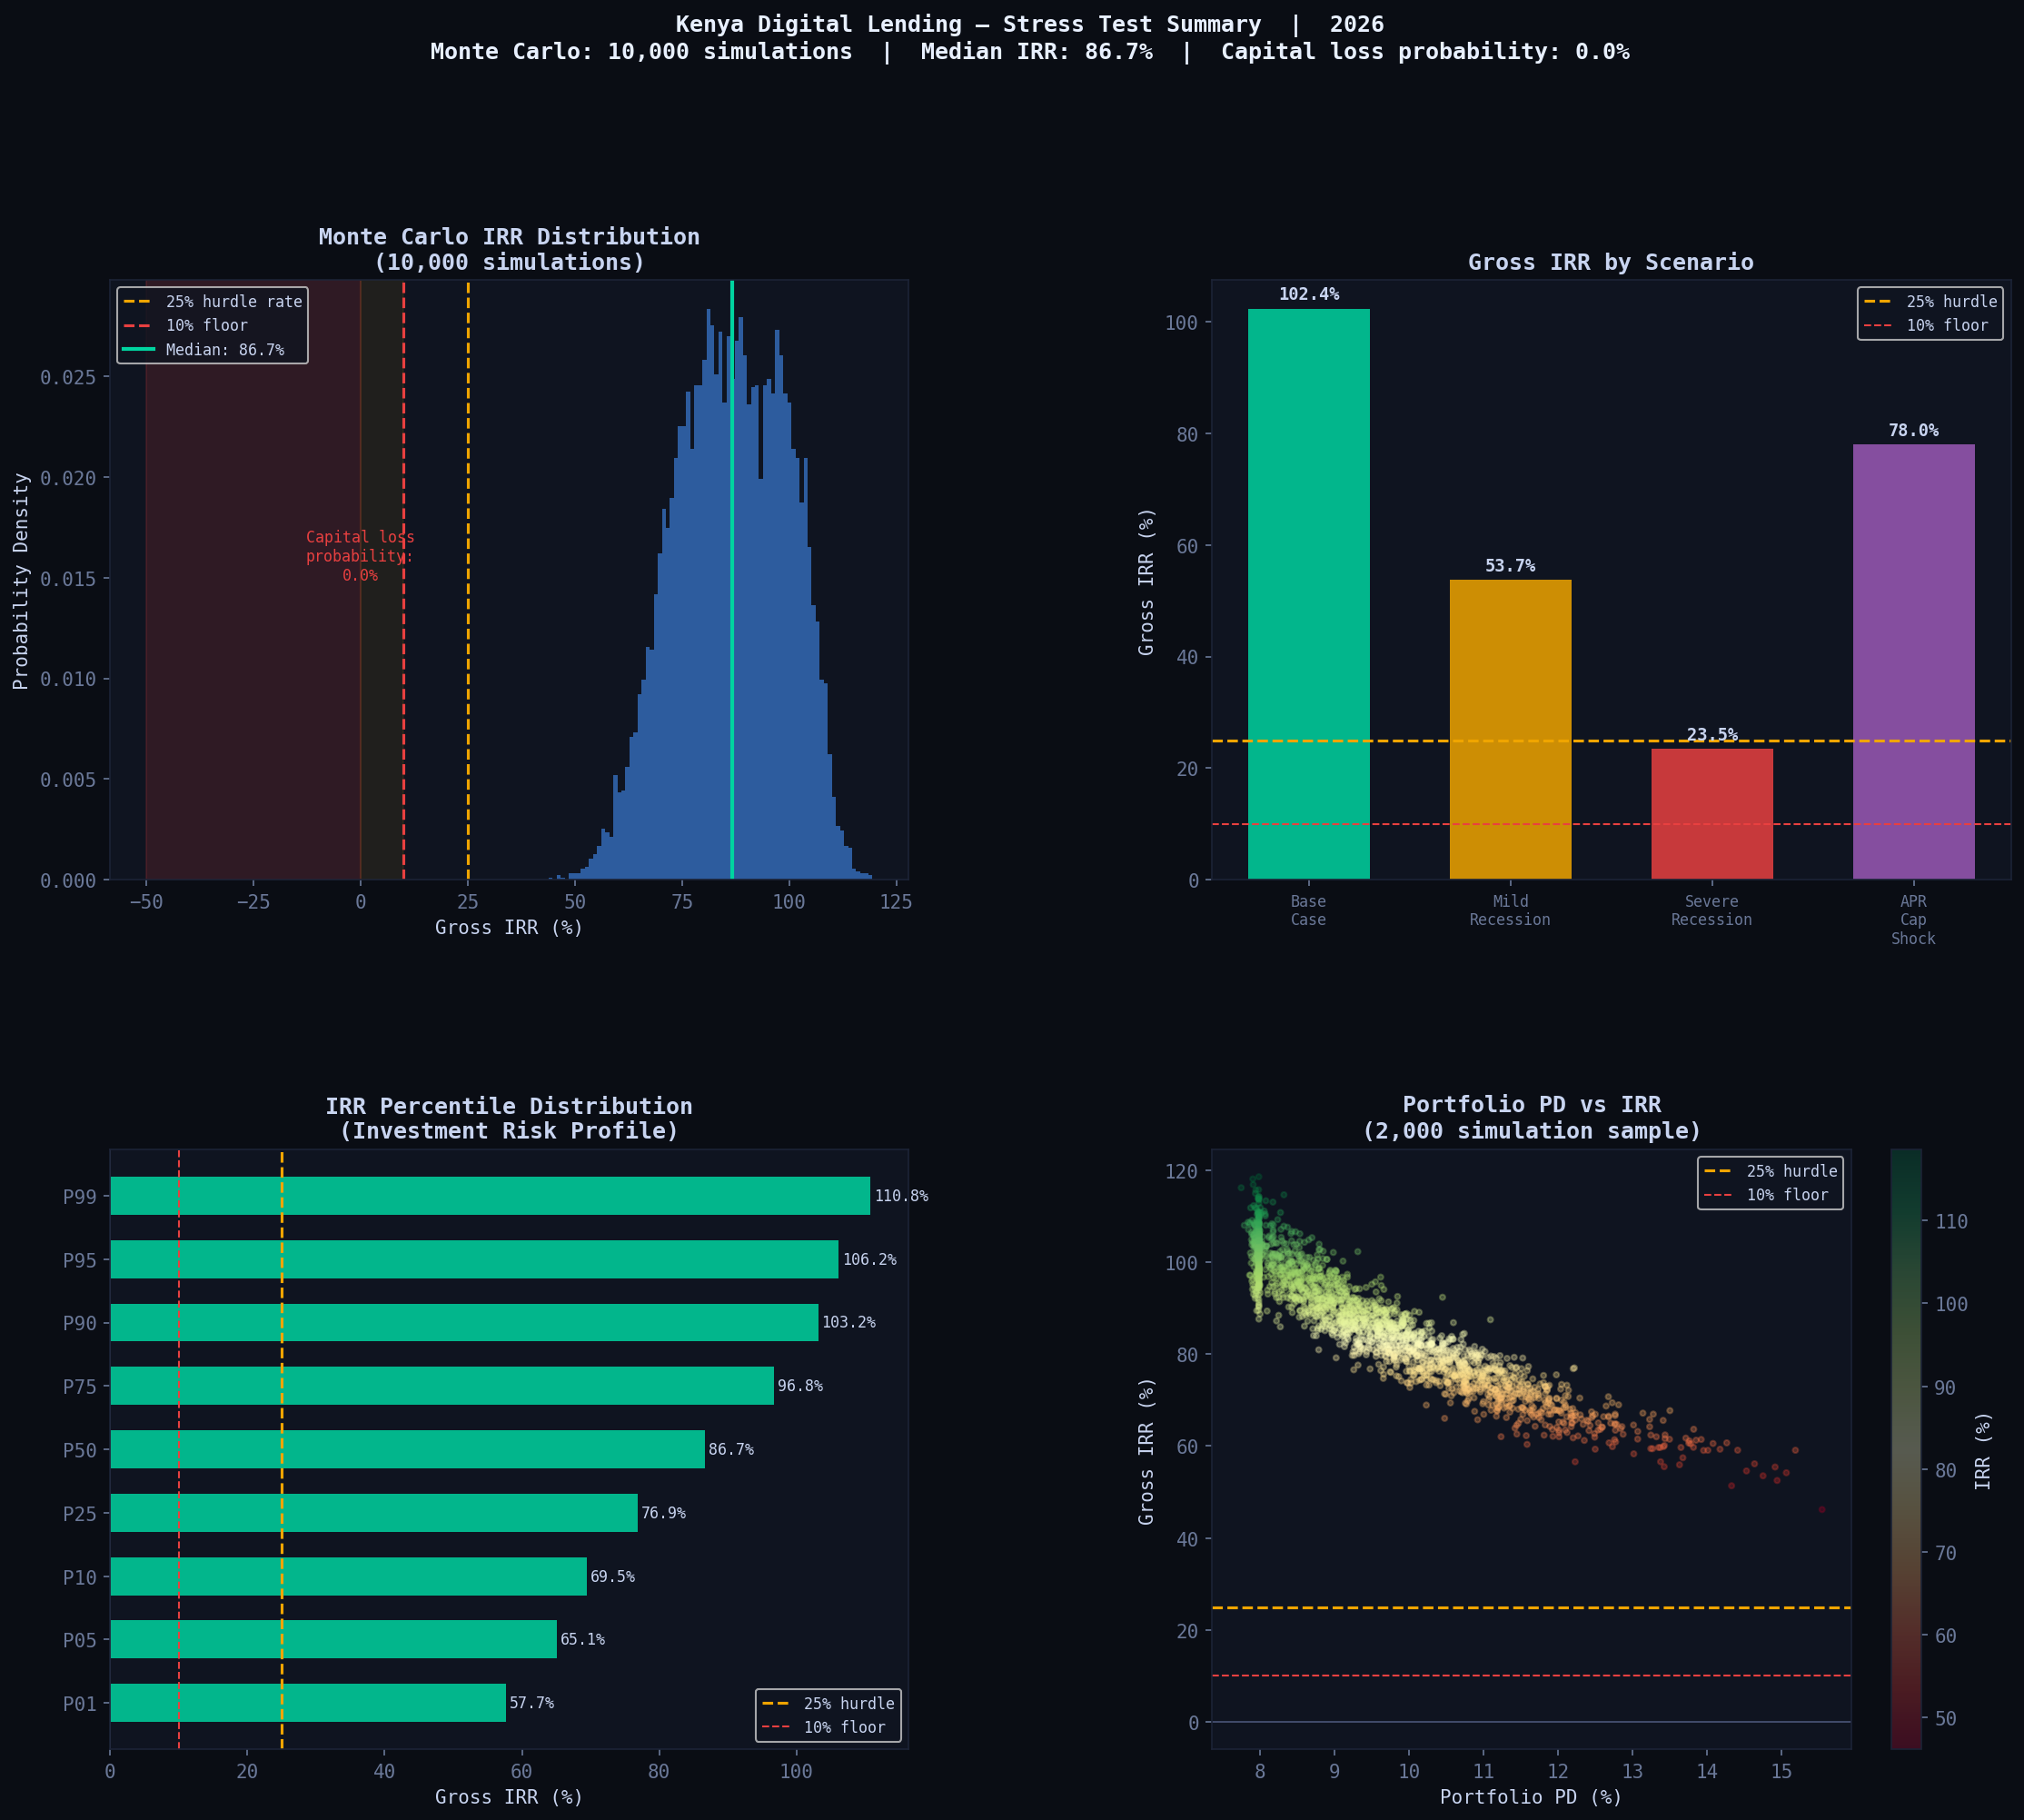 Kenya Digital Lending — Stress Test Summary | 2026
Monte Carlo: 10,000 simulations | Median IRR: 86.7% | Capital loss probability: 0.0%
Monte Carlo IRR Distribution
(10,000 simulations)
25% hurdle rate
10% floor
Median: 86.7%
Capital loss
probability:
0.0%
Probability Density
0.025
0.020
0.015
0.010
0.005
0.000
−50
−25
0
25
50
75
100
125
Gross IRR (%)
Gross IRR by Scenario
25% hurdle
10% floor
102.4%
53.7%
23.5%
78.0%
Gross IRR (%)
100
80
60
40
20
0
Base
Case
Mild
Recession
Severe
Recession
APR
Cap
Shock
IRR Percentile Distribution
(Investment Risk Profile)
P99
110.8%
P95
106.2%
P90
103.2%
P75
96.8%
P50
86.7%
P25
76.9%
P10
69.5%
P05
65.1%
P01
57.7%
25% hurdle
10% floor
0
20
40
60
80
100
Gross IRR (%)
Portfolio PD vs IRR
(2,000 simulation sample)
25% hurdle
10% floor
Gross IRR (%)
120
100
80
60
40
20
0
8
9
10
11
12
13
14
15
Portfolio PD (%)
110
100
90
80
70
60
50
IRR (%)